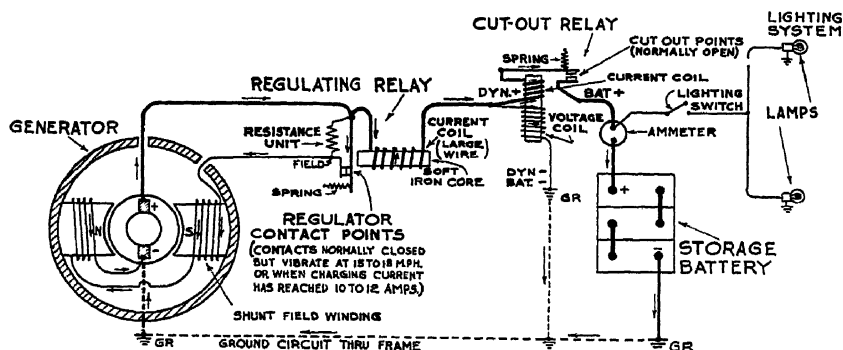 LIGHTING
SYSTEM
CUT-OUT RELAY
SPRING
CUT OUT POINTS
(NORMALLY OPEN)
REGULATING RELAY
DYN.+
CURRENT COIL
BAT +
LIGHTING
SWITCH
LAMPS
GENERATOR
RESISTANCE
UNIT
CURRENT
COIL
(LARGE
WIRE)
VOLTAGE
COIL
AMMETER
FIELD
SOFT
IRON CORE
SPRING
DYN -
BAT. -
GR
+
-
REGULATOR
CONTACT POINTS
(CONTACTS NORMALLY CLOSED
BUT VIBRATE AT 15 TO 18 M.P.H.
OR WHEN CHARGING CURRENT
HAS REACHED 10 TO 12 AMPS.)
+
N
S
-
STORAGE
BATTERY
SHUNT FIELD WINDING
GR
GROUND CIRCUIT THRU FRAME
GR